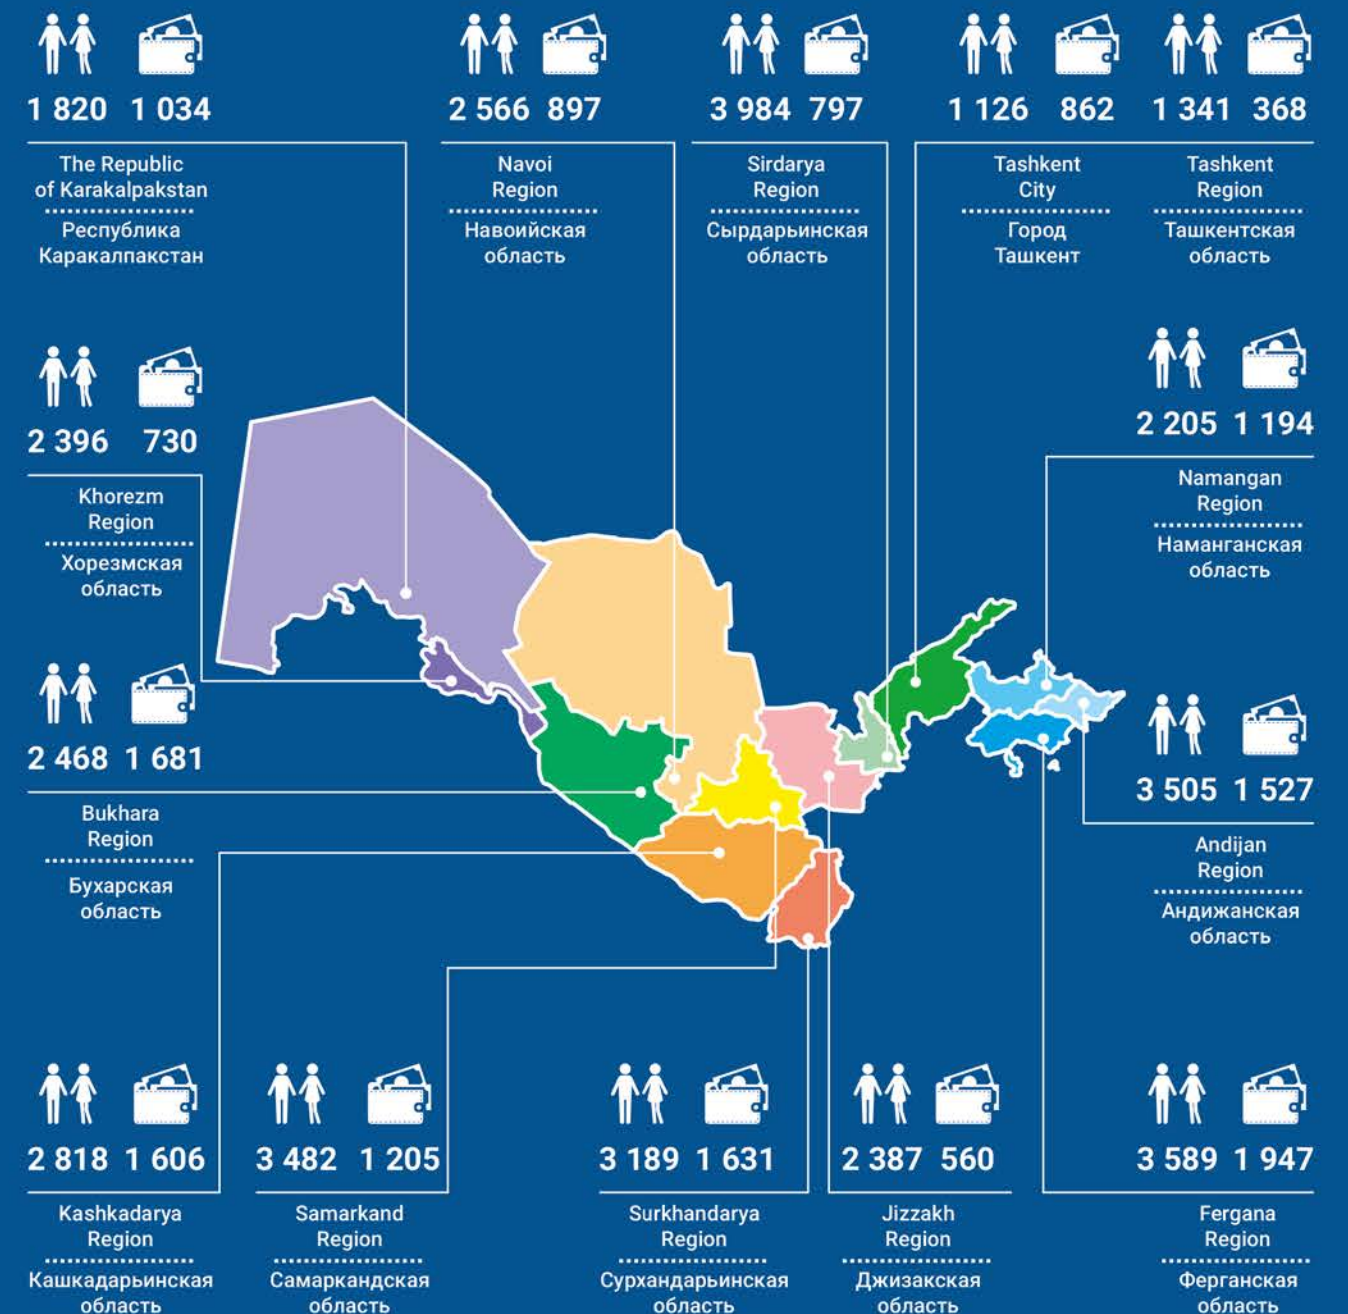 1 820 1 034
The Republic
of Karakalpakstan
Республика
Каракалпакстан
2 566 897
Navoi
Region
Навоийская
область
3 984 797
Sirdarya
Region
Сырдарьинская
область
1 126 862
Tashkent
City
Город
Ташкент
1 341 368
Tashkent
Region
Ташкентская
область
2 396 730
Khorezm
Region
Хорезмская
область
2 205 1 194
Namangan
Region
Наманганская
область
2 468 1 681
Bukhara
Region
Бухарская
область
3 505 1 527
Andijan
Region
Андижанская
область
2 818 1 606
Kashkadarya
Region
Кашкадарьинская
область
3 482 1 205
Samarkand
Region
Самаркандская
область
3 189 1 631
Surkhandarya
Region
Сурхандарьинская
область
2 387 560
Jizzakh
Region
Джизакская
область
3 589 1 947
Fergana
Region
Ферганская
область